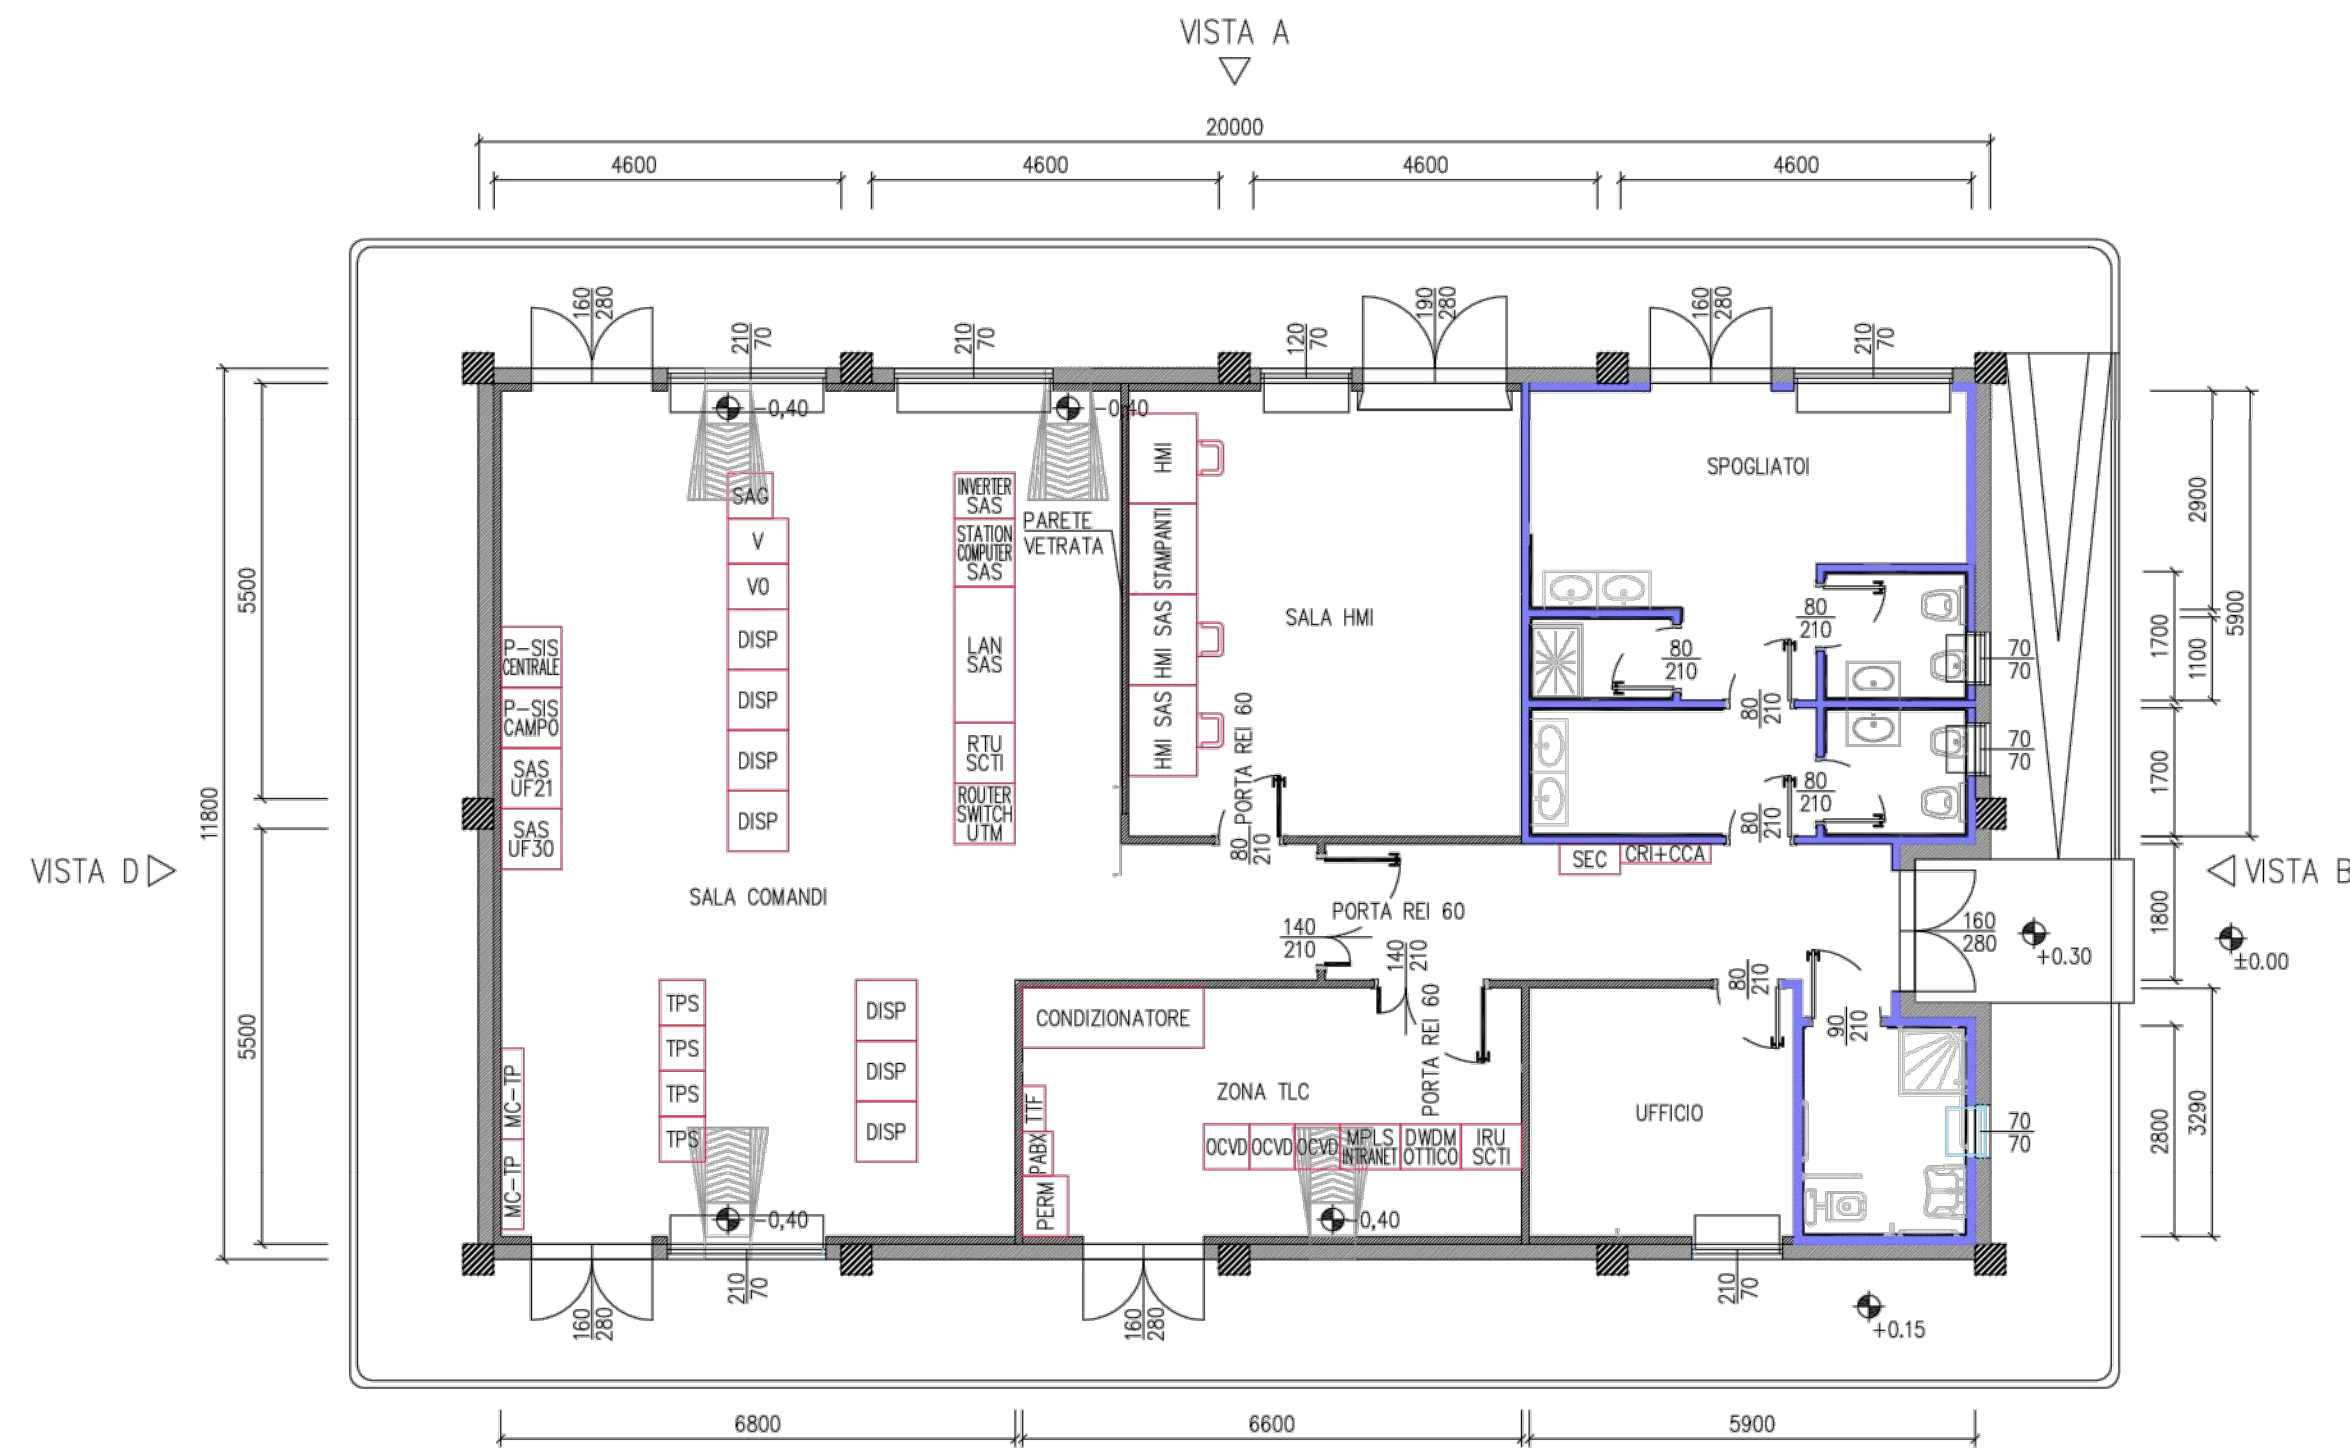 VISTA A
20000
4600
4600
4600
4600
160
280
210
70
210
70
120
70
190
280
160
280
210
70
-0,40
-0,40
SAG
V
VO
DISP
DISP
DISP
DISP
INVERTER
SAS
STATION
COMPUTER
SAS
LAN
SAS
RTU
SCTI
ROUTER
SWITCH
UTM
PARETE
VETRATA
HMI
STAMPANTI
HMI SAS
HMI SAS
SALA HMI
SPOGLIATOI
P-SIS
CENTRALE
P-SIS
CAMPO
SAS
UF21
SAS
UF30
80
210
80
210
80
210
80
210
80
210
70
70
70
70
80
210
PORTA REI 60
5500
5500
11800
2900
1700
1100
5900
1700
1800
2800
3290
VISTA D
VISTA B
SALA COMANDI
SEC
CRI+CCA
PORTA REI 60
140
210
140
210
PORTA REI 60
160
280
+0.30
±0.00
80
210
90
210
TPS
TPS
TPS
TPS
DISP
DISP
DISP
MC-TP
MC-TP
CONDIZIONATORE
ZONA TLC
TTF
PABX
PERM
OCVD
OCVD
OCVD
MPLS
INTRANET
DWDM
OTTICO
IRU
SCTI
UFFICIO
70
70
-0,40
-0,40
160
280
210
70
160
280
210
70
+0.15
6800
6600
5900